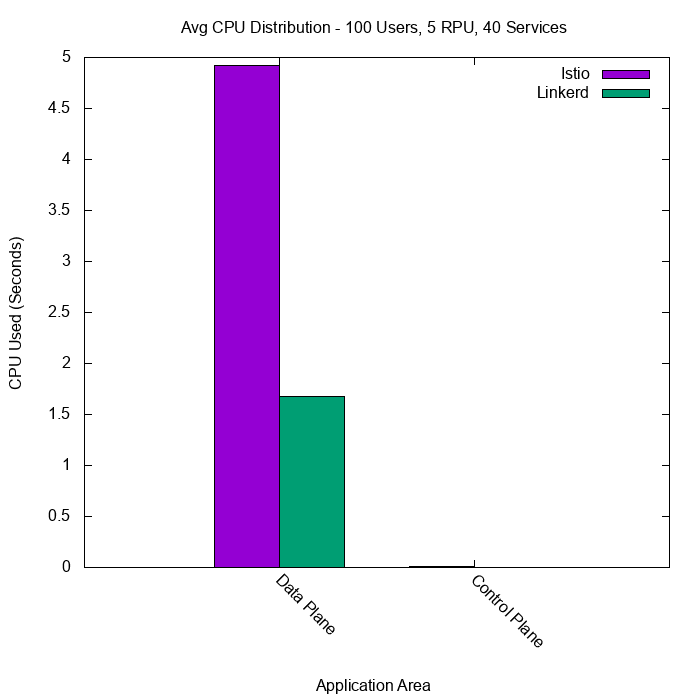 Avg CPU Distribution - 100 Users, 5 RPU, 40 Services
Istio
Linkerd
5
4.5
4
3.5
3
2.5
2
1.5
1
0.5
0
CPU Used (Seconds)
Data Plane
Control Plane
Application Area